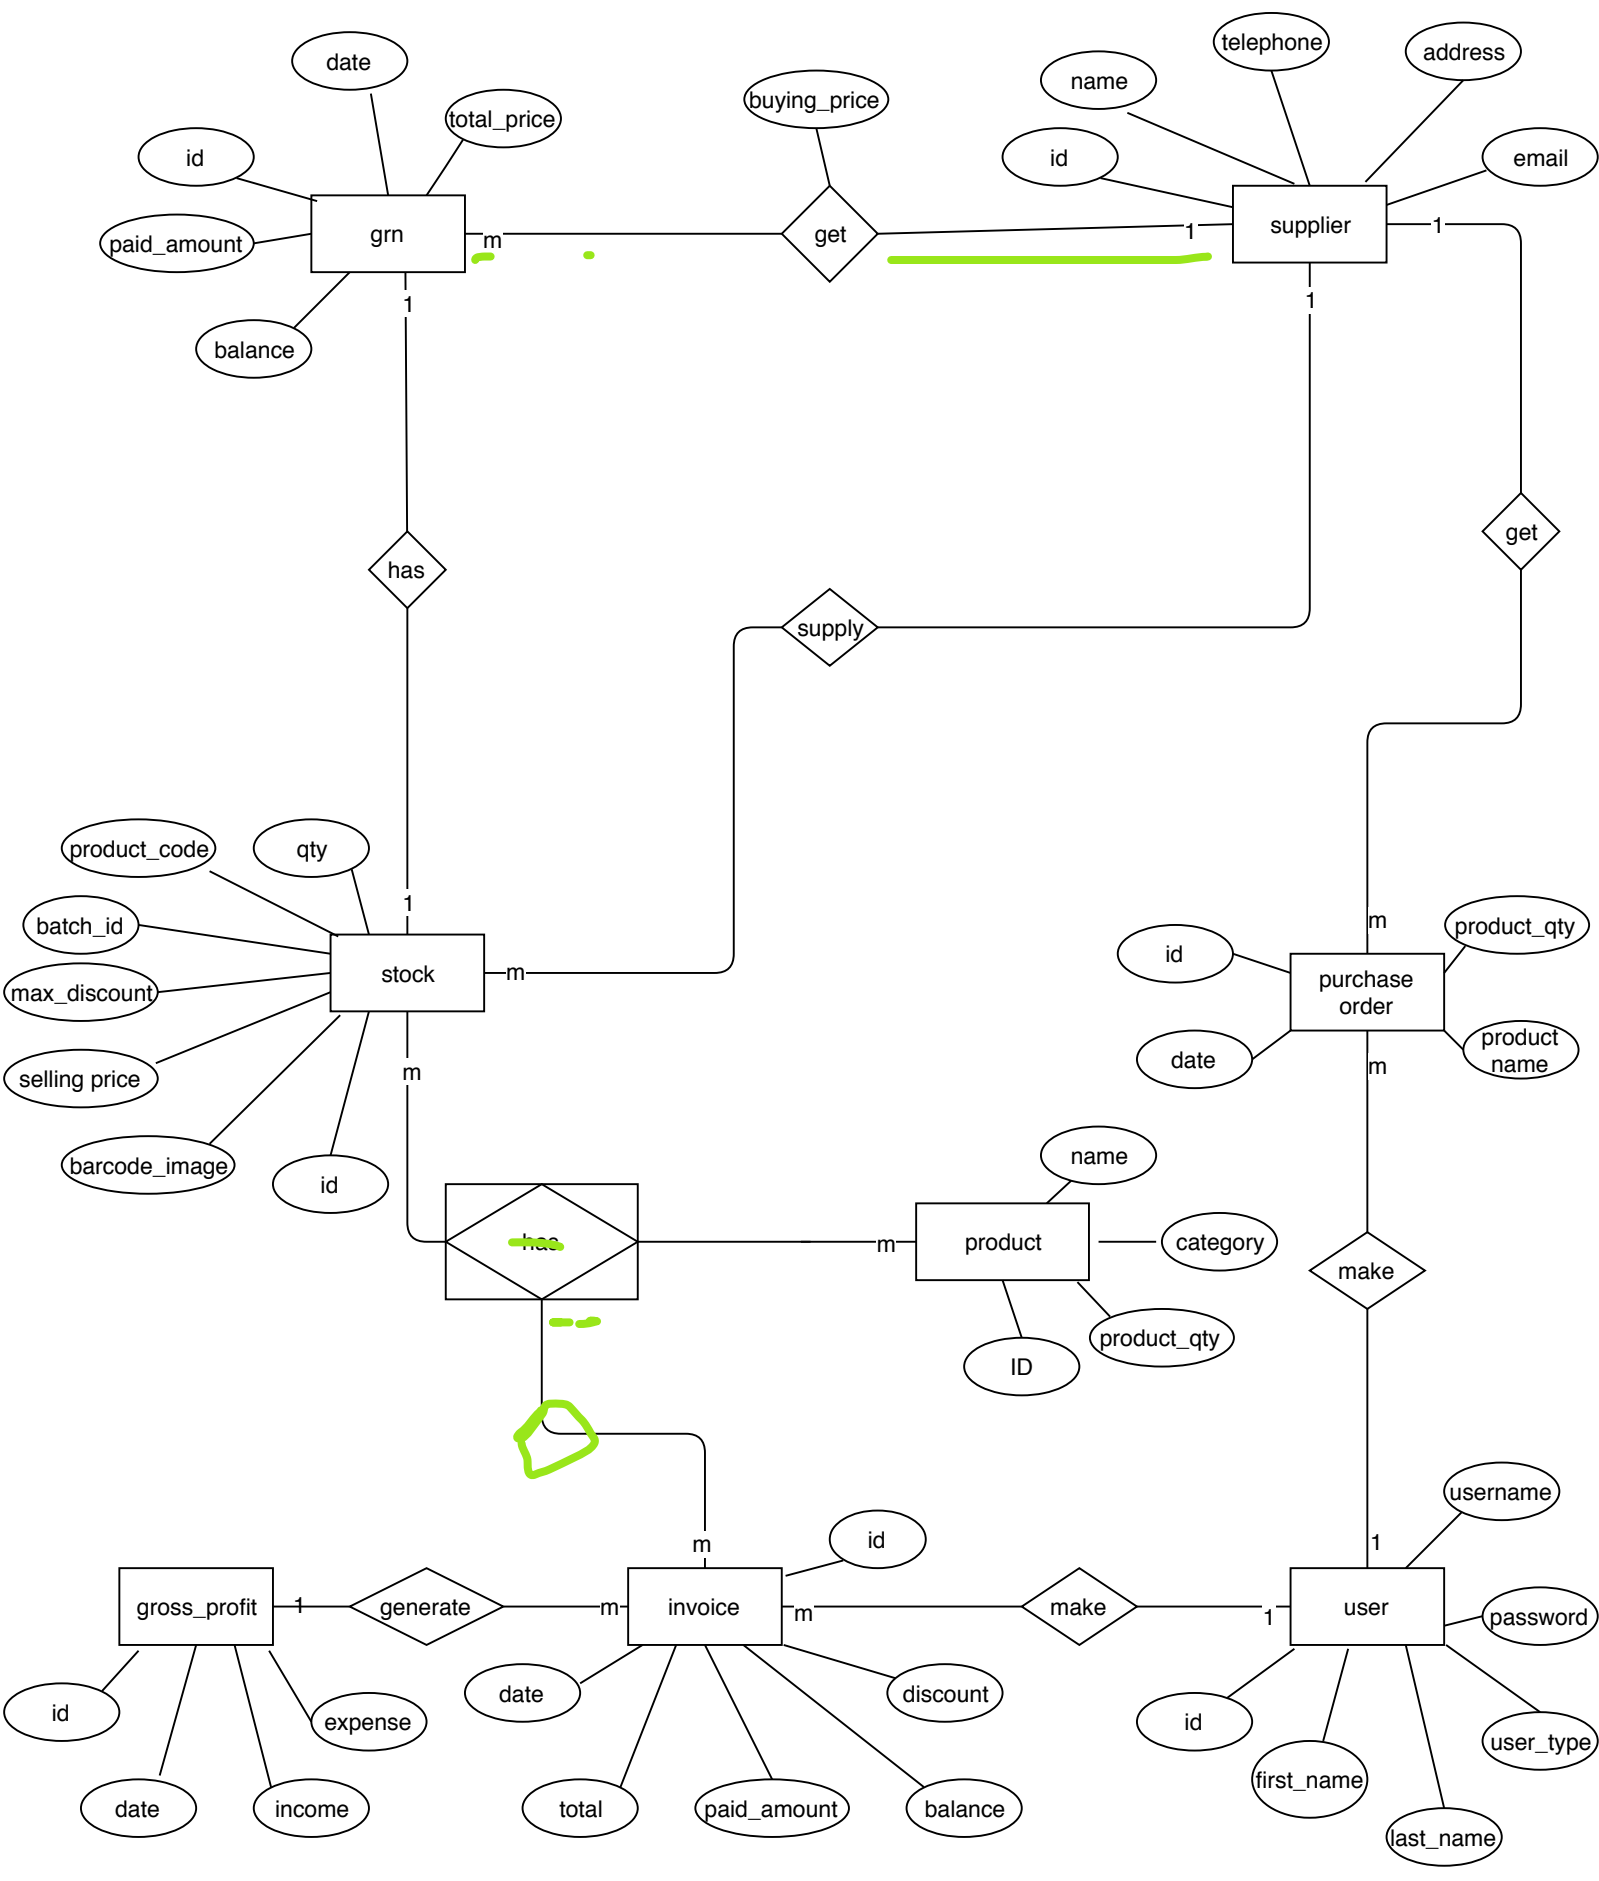 telephone
address
date
name
buying_price
total_price
id
id
email
paid_amount
grn
m
get
1
supplier
1
1
1
balance
get
has
supply
product_code
qty
1
m
batch_id
product_qty
id
stock
m
purchase
order
max_discount
product
name
date
selling price
m
m
name
barcode_image
id
has
m
product
category
make
product_qty
ID
username
id
m
1
gross_profit
1
generate
m
invoice
m
make
1
user
password
date
discount
id
expense
id
user_type
first_name
date
income
total
paid_amount
balance
last_name